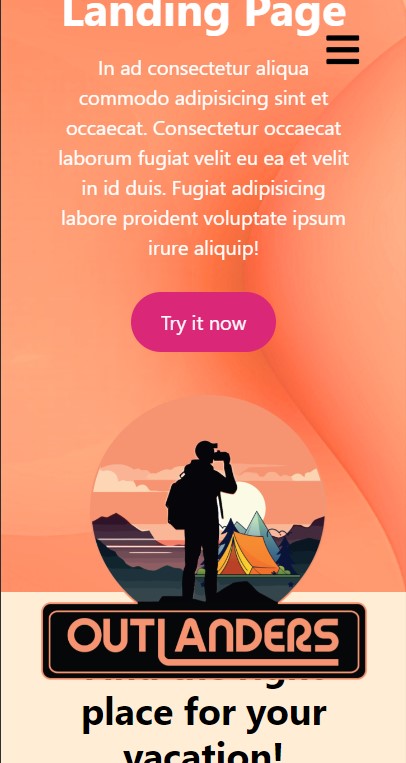 Landing Page
In ad consectetur aliqua
commodo adipisicing sint et
occaecat. Consectetur occaecat
laborum fugiat velit eu ea et velit
in id duis. Fugiat adipisicing
labore proident voluptate ipsum
irure aliquip!
Try it now
OUTLANDERS
place for your
vacation!